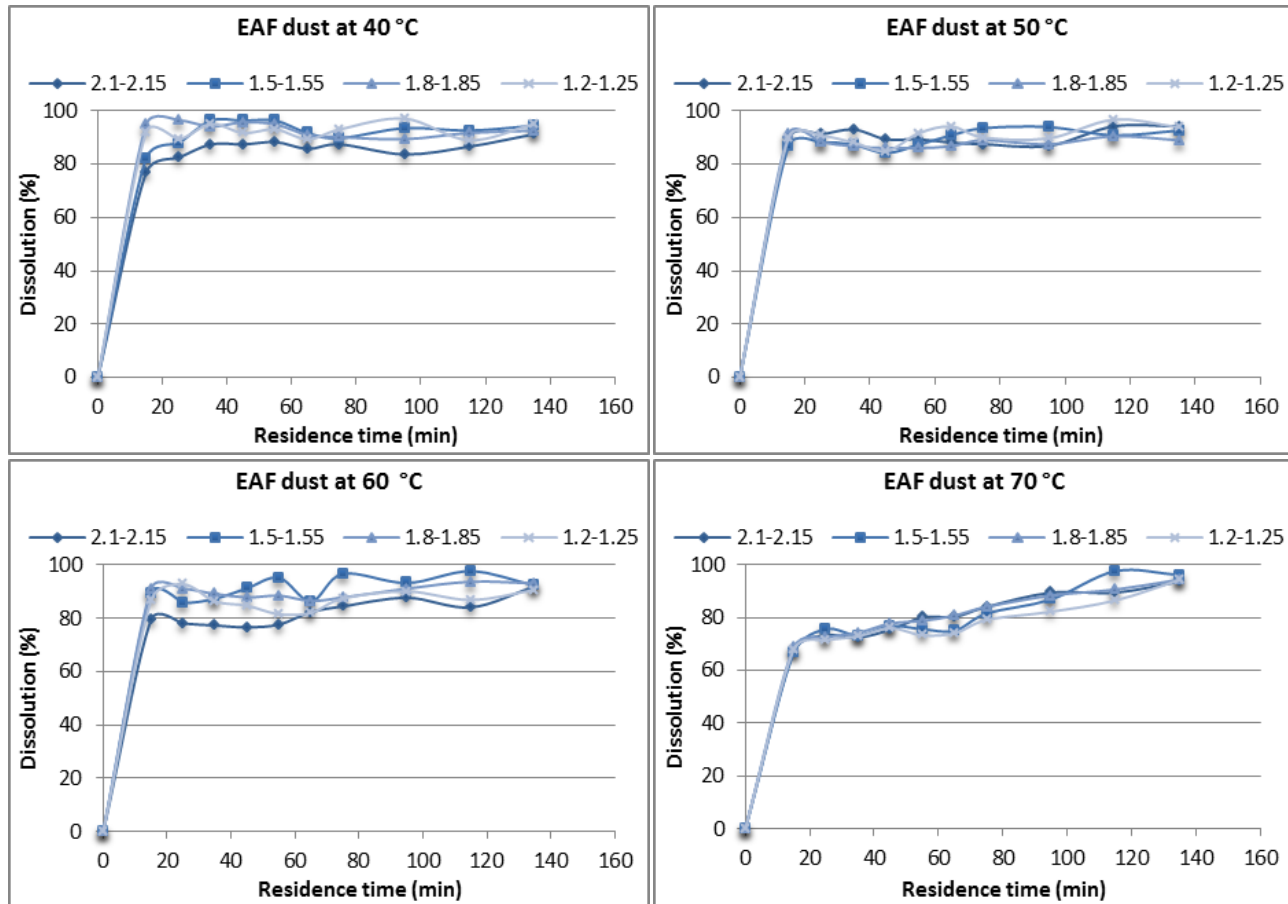 EAF dust at 40 °C
2.1-2.15 1.5-1.55 1.8-1.85 1.2-1.25
100
80
60
40
20
0
Dissolution (%)
0 20 40 60 80 100 120 140 160
Residence time (min)
EAF dust at 50 °C
2.1-2.15 1.5-1.55 1.8-1.85 1.2-1.25
100
80
60
40
20
0
Dissolution (%)
0 20 40 60 80 100 120 140 160
Residence time (min)
EAF dust at 60 °C
2.1-2.15 1.5-1.55 1.8-1.85 1.2-1.25
100
80
60
40
20
0
Dissolution (%)
0 20 40 60 80 100 120 140 160
Residence time (min)
EAF dust at 70 °C
2.1-2.15 1.5-1.55 1.8-1.85 1.2-1.25
100
80
60
40
20
0
Dissolution (%)
0 20 40 60 80 100 120 140 160
Residence time (min)